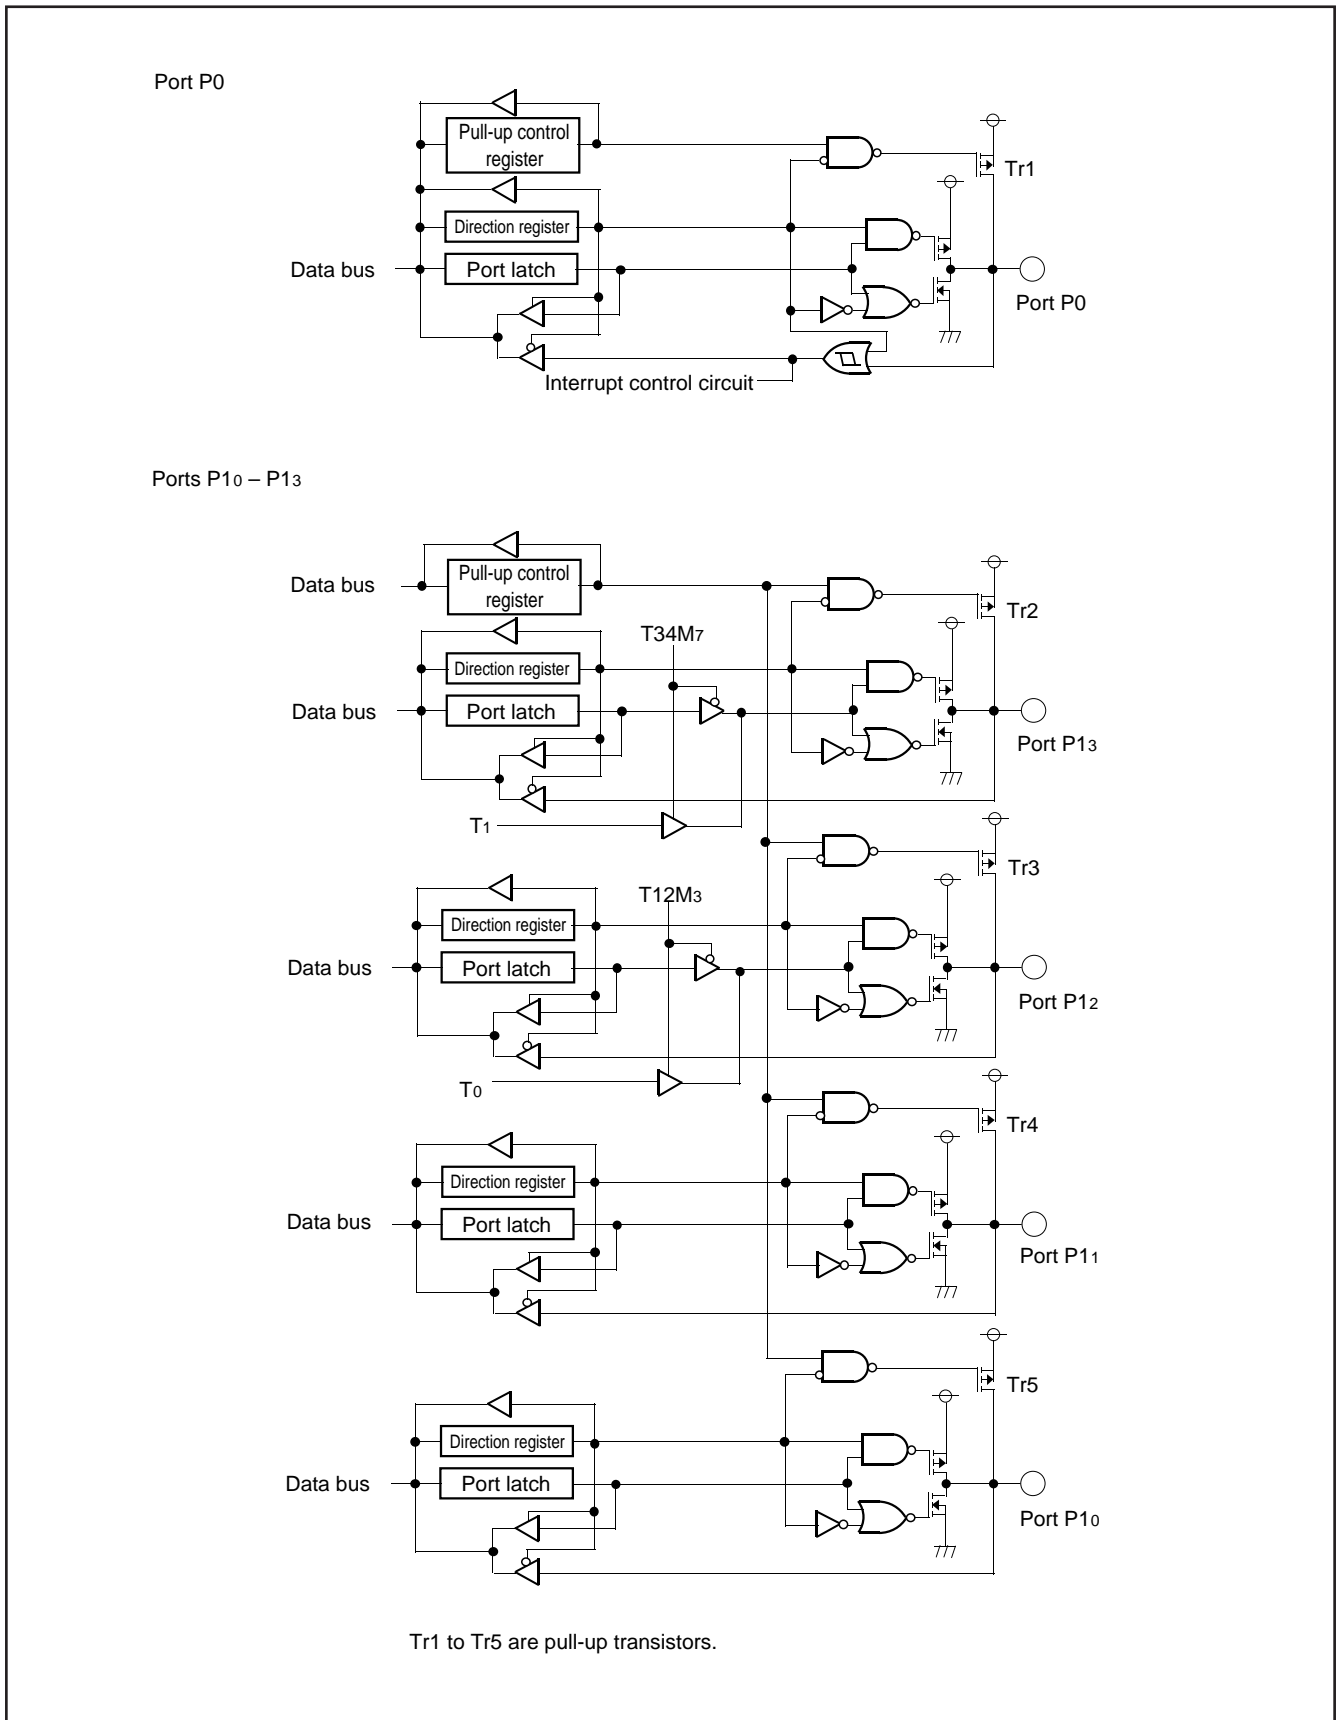 Port P0
Pull-up control
register
Tr1
Direction register
Data bus
Port latch
Port P0
Interrupt control circuit
Ports P10 – P13
Data bus
Pull-up control
register
Tr2
T34M7
Direction register
Data bus
Port latch
Port P13
T1
Tr3
T12M3
Direction register
Data bus
Port latch
Port P12
T0
Tr4
Direction register
Data bus
Port latch
Port P11
Tr5
Direction register
Data bus
Port latch
Port P10
Tr1 to Tr5 are pull-up transistors.